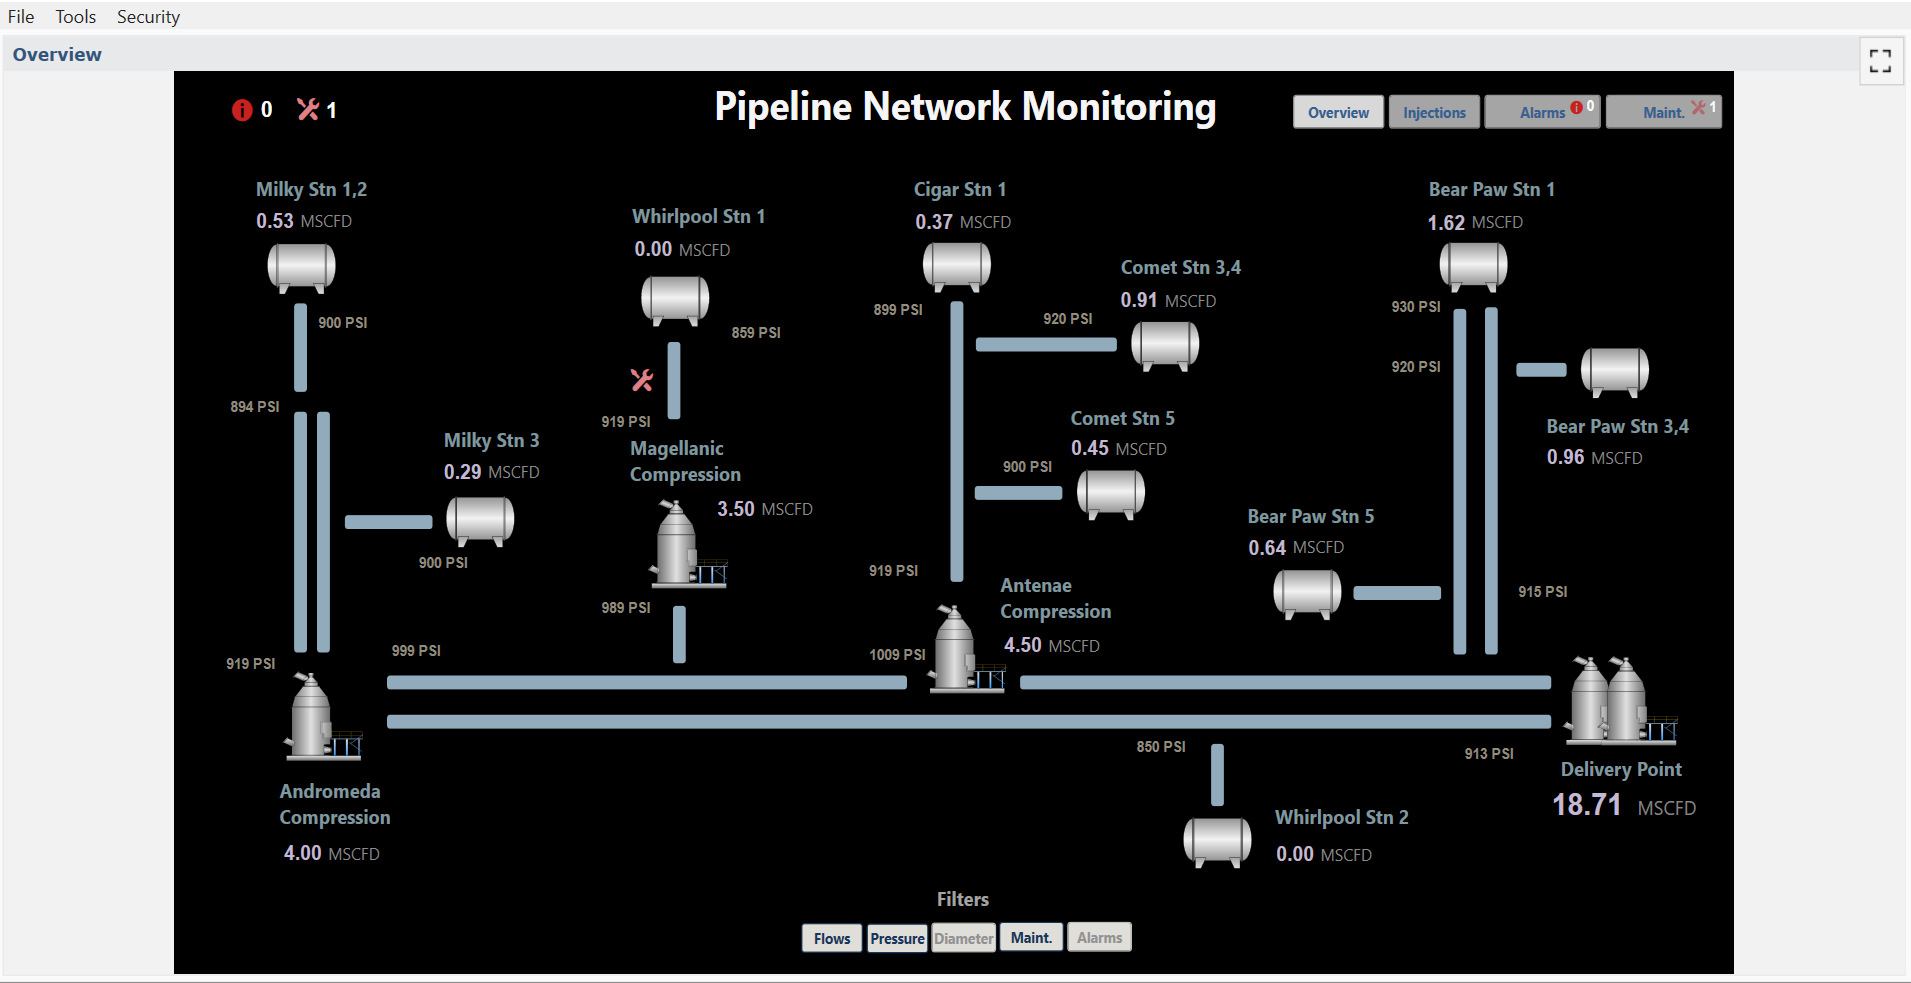 File Tools Security
Overview
0 1
Pipeline Network Monitoring
Overview Injections Alarms 0 Maint. 1
Milky Stn 1,2
0.53 MSCFD
900 PSI
894 PSI
Milky Stn 3
0.29 MSCFD
900 PSI
919 PSI
999 PSI
Andromeda
Compression
4.00 MSCFD
Whirlpool Stn 1
0.00 MSCFD
859 PSI
919 PSI
Magellanic
Compression
3.50 MSCFD
989 PSI
Cigar Stn 1
0.37 MSCFD
899 PSI
Comet Stn 3,4
0.91 MSCFD
920 PSI
Comet Stn 5
0.45 MSCFD
900 PSI
919 PSI
Antenae
Compression
4.50 MSCFD
1009 PSI
Bear Paw Stn 1
1.62 MSCFD
930 PSI
920 PSI
Bear Paw Stn 3,4
0.96 MSCFD
Bear Paw Stn 5
0.64 MSCFD
915 PSI
850 PSI
Whirlpool Stn 2
0.00 MSCFD
913 PSI
Delivery Point
18.71 MSCFD
Filters
Flows Pressure Diameter Maint. Alarms